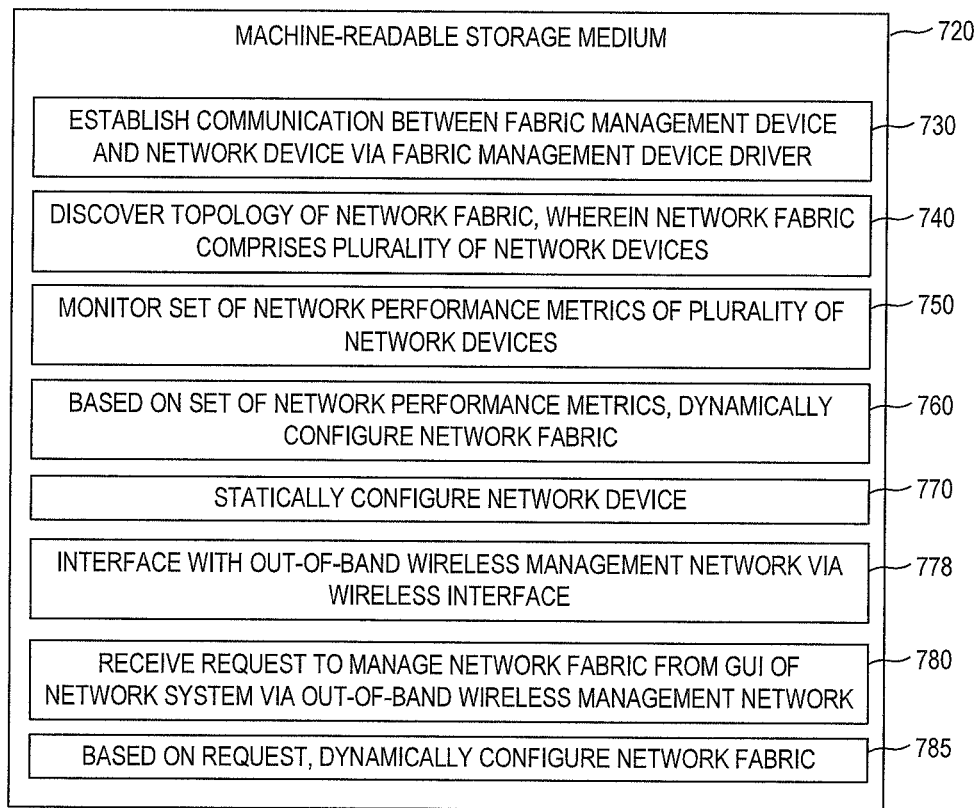 MACHINE-READABLE STORAGE MEDIUM
720
ESTABLISH COMMUNICATION BETWEEN FABRIC MANAGEMENT DEVICE
AND NETWORK DEVICE VIA FABRIC MANAGEMENT DEVICE DRIVER
730
DISCOVER TOPOLOGY OF NETWORK FABRIC, WHEREIN NETWORK FABRIC
COMPRISES PLURALITY OF NETWORK DEVICES
740
MONITOR SET OF NETWORK PERFORMANCE METRICS OF PLURALITY OF
NETWORK DEVICES
750
BASED ON SET OF NETWORK PERFORMANCE METRICS, DYNAMICALLY
CONFIGURE NETWORK FABRIC
760
STATICALLY CONFIGURE NETWORK DEVICE
770
INTERFACE WITH OUT-OF-BAND WIRELESS MANAGEMENT NETWORK VIA
WIRELESS INTERFACE
778
RECEIVE REQUEST TO MANAGE NETWORK FABRIC FROM GUI OF
NETWORK SYSTEM VIA OUT-OF-BAND WIRELESS MANAGEMENT NETWORK
780
BASED ON REQUEST, DYNAMICALLY CONFIGURE NETWORK FABRIC
785